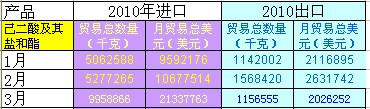 产品 2010年进口 2010出口
己二酸及其盐和酯 贸易总数量（千克） 月贸易总美元（美元） 贸易总数量（千克） 月贸易总美元（美元）
1月 5062588 9592176 1142002 2116895
2月 5277265 10677514 1568420 2631742
3月 9958866 21337763 1156555 2026252